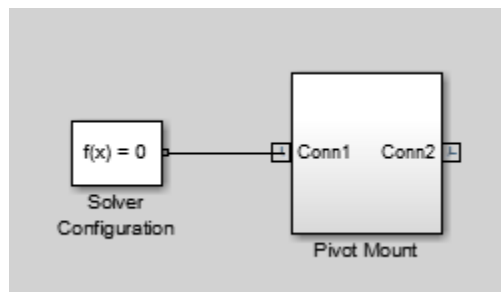 f(x) = 0
Conn1 Conn2
Solver
Configuration
Pivot Mount